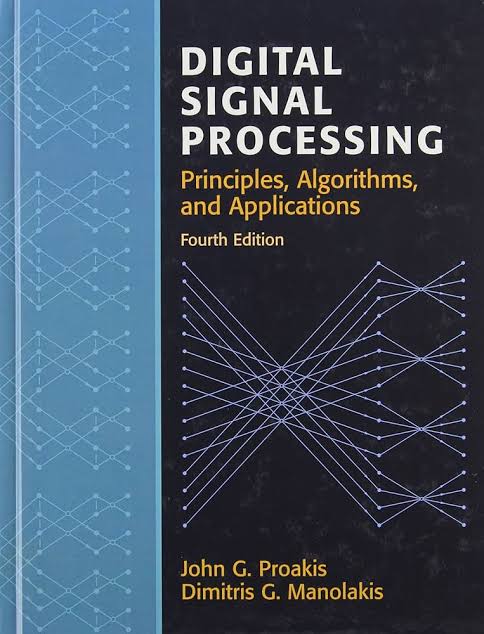 DIGITAL
SIGNAL
PROCESSING
Principles, Algorithms,
and Applications
Fourth Edition
John G. Proakis
Dimitris G. Manolakis